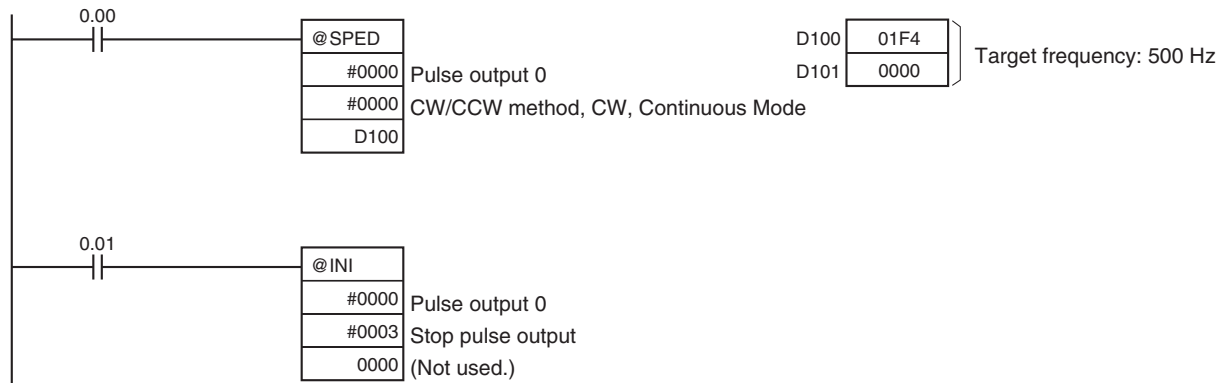 0.00
@SPED
#0000 Pulse output 0
#0000 CW/CCW method, CW, Continuous Mode
D100
D100 01F4
D101 0000
Target frequency: 500 Hz
0.01
@INI
#0000 Pulse output 0
#0003 Stop pulse output
0000 (Not used.)